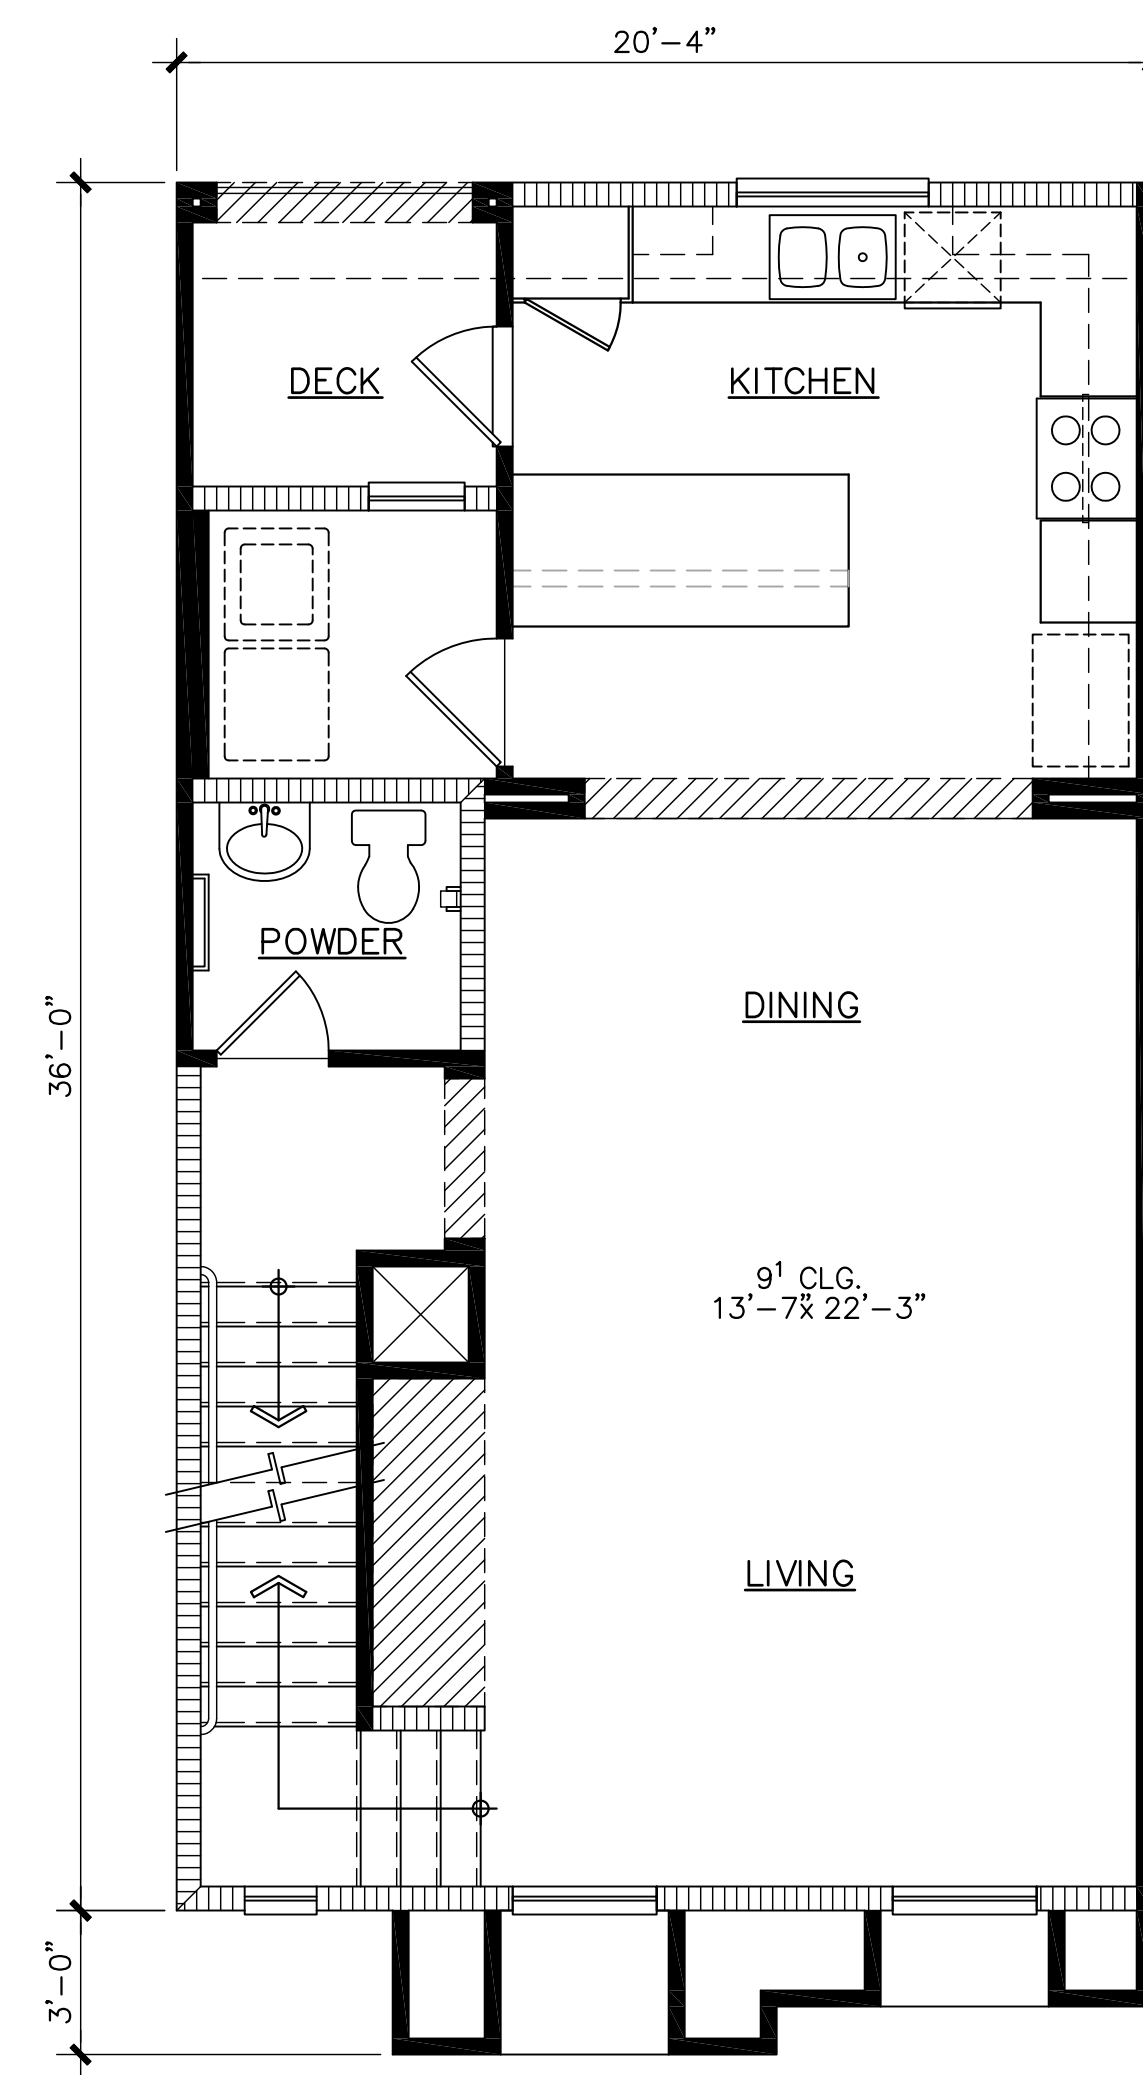 20'-4"
DECK
KITCHEN
POWDER
DINING
36'-0"
9¹ CLG.
13'-7"x 22'-3"
LIVING
3'-0"